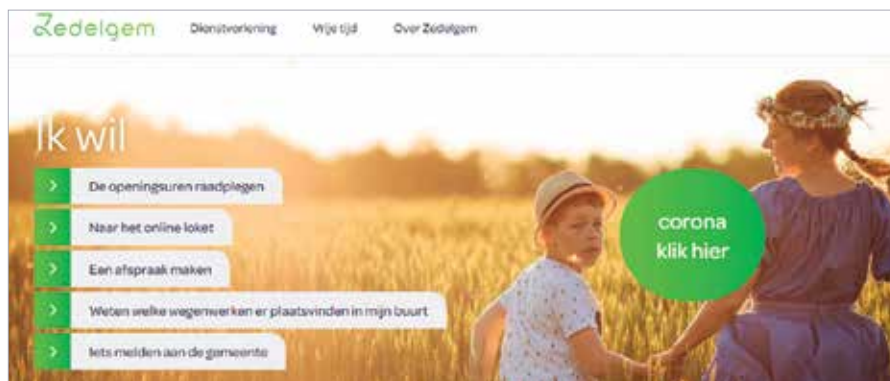 Zedelgem
Dienstverlening Vrije tijd Over Zedelgem
Ik wil
De openingsuren raadplegen
Naar het online loket
Een afspraak maken
Weten welke wegenwerken er plaatsvinden in mijn buurt
Iets melden aan de gemeente
corona
klik hier